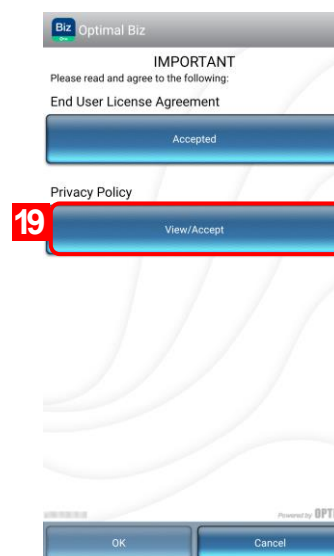 Biz Optimal Biz
IMPORTANT
Please read and agree to the following:
End User License Agreement
Accepted
Privacy Policy
19
View/Accept
Powered by OPTI
OK Cancel